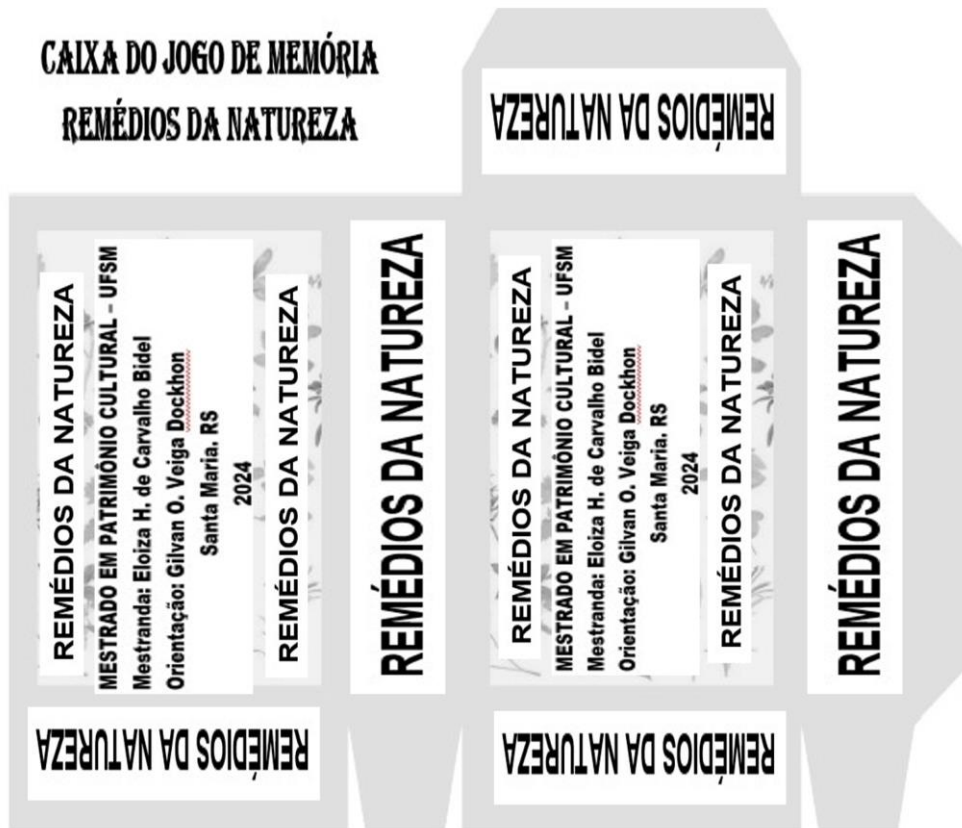 CAIXA DO JOGO DE MEMÓRIA
REMÉDIOS DA NATUREZA
REMÉDIOS DA NATUREZA
REMÉDIOS DA NATUREZA
MESTRADO EM PATRIMÔNIO CULTURAL – UFSM
Mestranda: Eloiza H. de Carvalho Bidel
Orientação: Gilvan O. Veiga Dockhon
Santa Maria. RS
2024
REMÉDIOS DA NATUREZA
REMÉDIOS DA NATUREZA
REMÉDIOS DA NATUREZA
MESTRADO EM PATRIMÔNIO CULTURAL – UFSM
Mestranda: Eloiza H. de Carvalho Bidel
Orientação: Gilvan O. Veiga Dockhon
Santa Maria. RS
2024
REMÉDIOS DA NATUREZA
REMÉDIOS DA NATUREZA
REMÉDIOS DA NATUREZA
REMÉDIOS DA NATUREZA